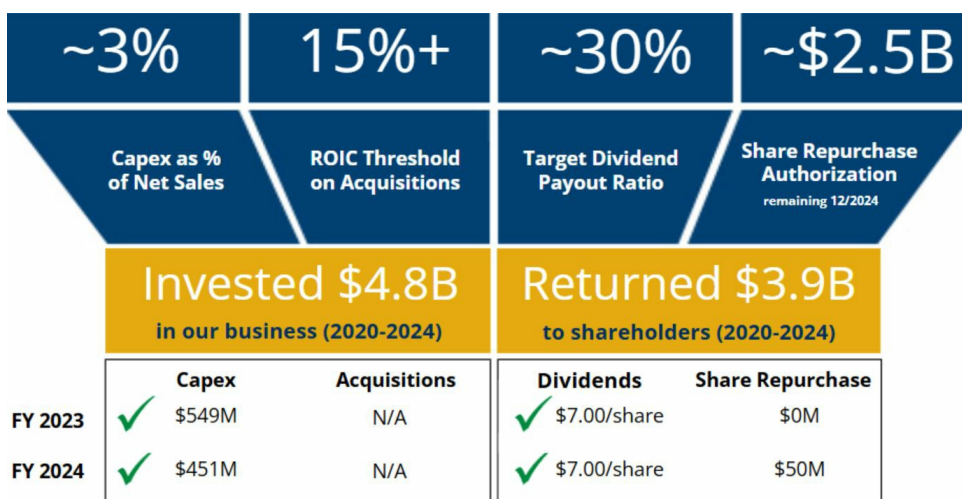 ~3%
15%+
~30%
~$2.5B
Capex as %
of Net Sales
ROIC Threshold
on Acquisitions
Target Dividend
Payout Ratio
Share Repurchase
Authorization
remaining 12/2024
Invested $4.8B
in our business (2020-2024)
Returned $3.9B
to shareholders (2020-2024)
Capex Acquisitions Dividends Share Repurchase
FY 2023 $549M N/A $7.00/share $0M
FY 2024 $451M N/A $7.00/share $50M